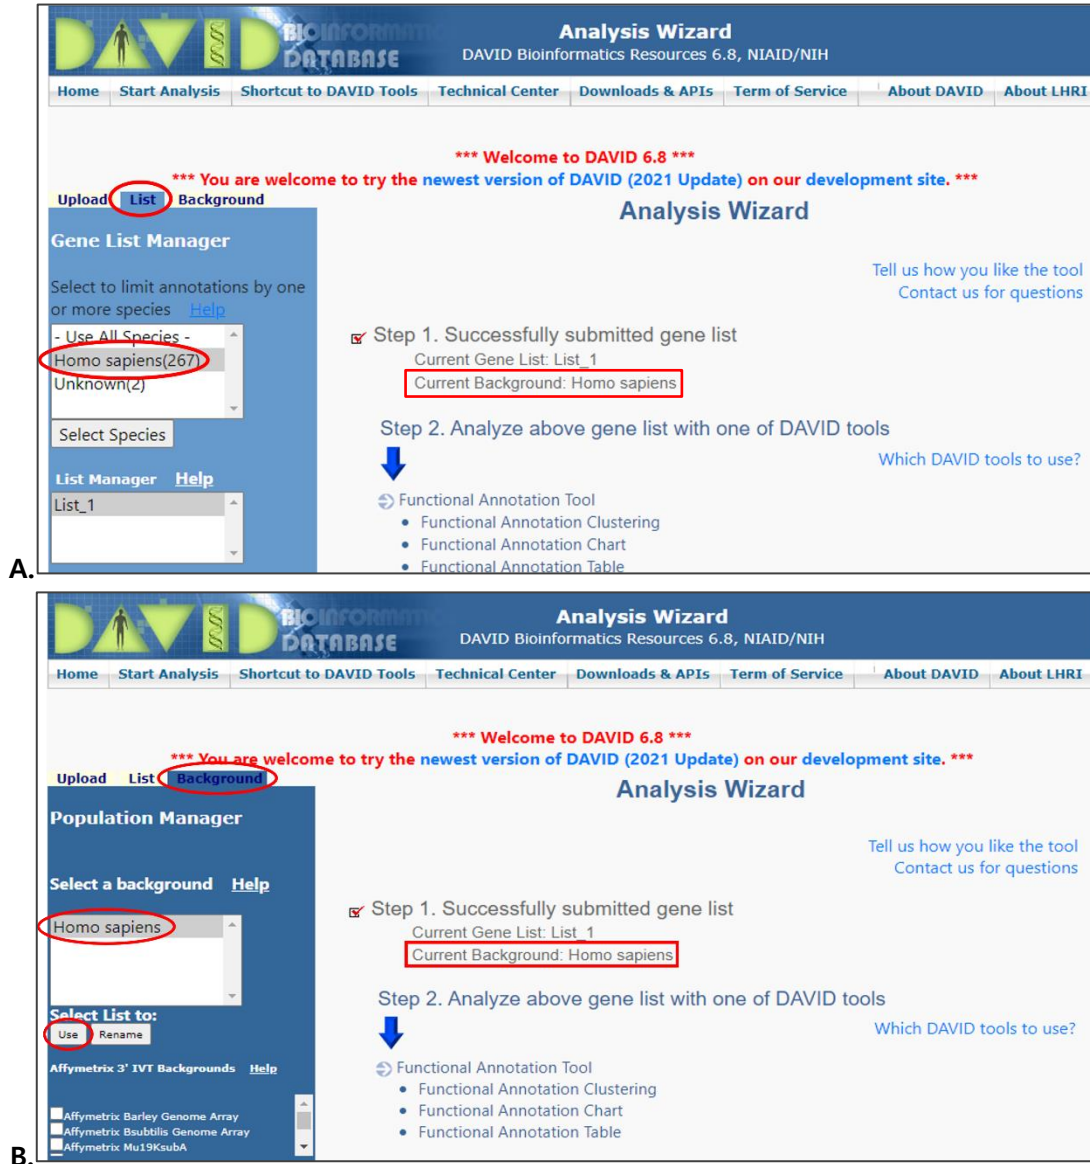 DAVID BIOINFORMATICS
DATABASE
Analysis Wizard
DAVID Bioinformatics Resources 6.8, NIAID/NIH
Home Start Analysis Shortcut to DAVID Tools Technical Center Downloads & APIs Term of Service About DAVID About LHRI
*** Welcome to DAVID 6.8 ***
*** You are welcome to try the newest version of DAVID (2021 Update) on our development site. ***
Upload List Background
Analysis Wizard
Gene List Manager
Tell us how you like the tool
Contact us for questions
Select to limit annotations by one
or more species Help
- Use All Species -
Homo sapiens(267)
Unknown(2)
Select Species
List Manager Help
List_1
Step 1. Successfully submitted gene list
Current Gene List: List_1
Current Background: Homo sapiens
Step 2. Analyze above gene list with one of DAVID tools
Which DAVID tools to use?
Functional Annotation Tool
• Functional Annotation Clustering
• Functional Annotation Chart
• Functional Annotation Table
A.
DAVID BIOINFORMATICS
DATABASE
Analysis Wizard
DAVID Bioinformatics Resources 6.8, NIAID/NIH
Home Start Analysis Shortcut to DAVID Tools Technical Center Downloads & APIs Term of Service About DAVID About LHRI
*** Welcome to DAVID 6.8 ***
*** You are welcome to try the newest version of DAVID (2021 Update) on our development site. ***
Upload List Background
Analysis Wizard
Population Manager
Tell us how you like the tool
Contact us for questions
Select a background Help
Homo sapiens
Select List to:
Use Rename
Affymetrix 3' IVT Backgrounds Help
Affymetrix Barley Genome Array
Affymetrix Bsubtilis Genome Array
Affymetrix Mu19KsubA
Step 1. Successfully submitted gene list
Current Gene List: List_1
Current Background: Homo sapiens
Step 2. Analyze above gene list with one of DAVID tools
Which DAVID tools to use?
Functional Annotation Tool
• Functional Annotation Clustering
• Functional Annotation Chart
• Functional Annotation Table
B.